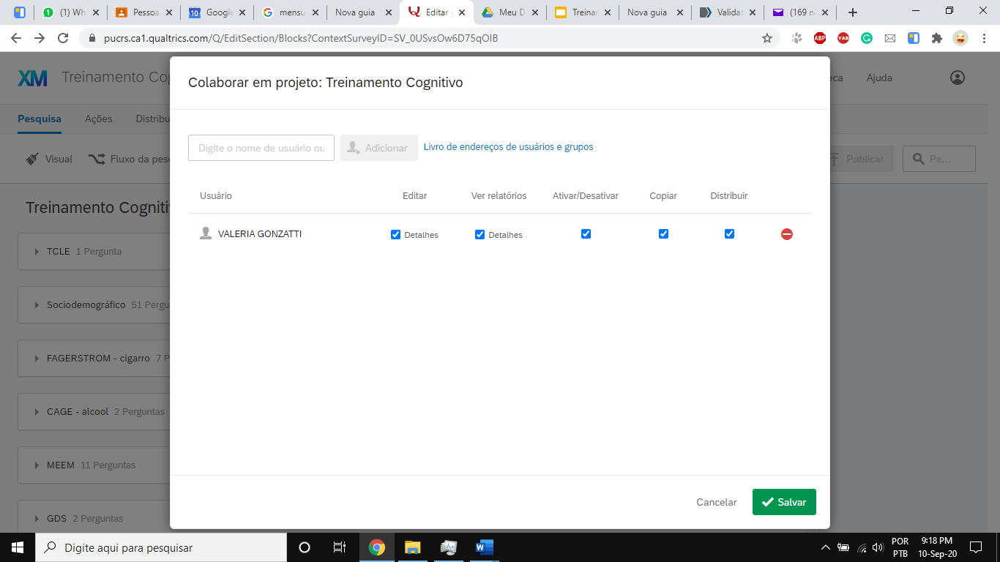 (1) Wh Pessoa Google mensu Nova guia Editar Meu D Treinar Nova guia Validat (169 n
pucrs.ca1.qualtrics.com/Q/EditSection/Blocks?ContextSurveyID=SV_0USvsOw6D75qOIB
ABP YAB
XM Treinamento Cog eca Ajuda
Colaborar em projeto: Treinamento Cognitivo
Pesquisa Ações Distribu
Digite o nome de usuário ou Adicionar Livro de endereços de usuários e grupos
Visual Fluxo da pes Publicar Pe...
Usuário Editar Ver relatórios Ativar/Desativar Copiar Distribuir
Treinamento Cogniti
VALERIA GONZATTI Detalhes Detalhes
TCLE 1 Pergunta
Sociodemográfico 51 Pergu
FAGERSTROM - cigarro 7 P
CAGE - alcool 2 Perguntas
MEEM 11 Perguntas
GDS 2 Perguntas
Cancelar Salvar
Digite aqui para pesquisar
POR
PTB
9:18 PM
10-Sep-20